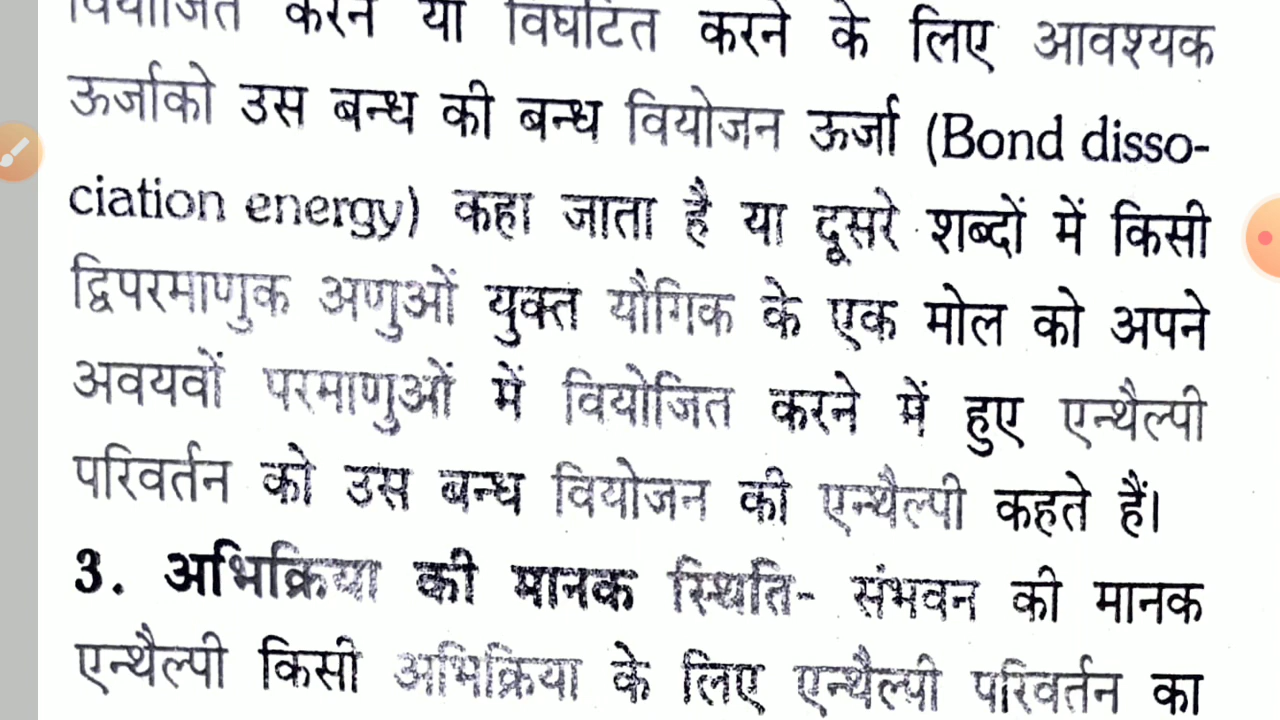 वियोजित करने या विघटित करने के लिए आवश्यक
ऊर्जाको उस बन्ध की बन्ध वियोजन ऊर्जा (Bond disso-
ciation energy) कहा जाता है या दूसरे शब्दों में किसी
द्विपरमाणुक अणुओं युक्त यौगिक के एक मोल को अपने
अवयवों परमाणुओं में वियोजित करने में हुए एन्थैल्पी
परिवर्तन को उस बन्ध वियोजन की एन्थैल्पी कहते हैं।
3. अभिक्रिया की मानक स्थिति- संभवन की मानक
एन्थैल्पी किसी अभिक्रिया के लिए एन्थैल्पी परिवर्तन का